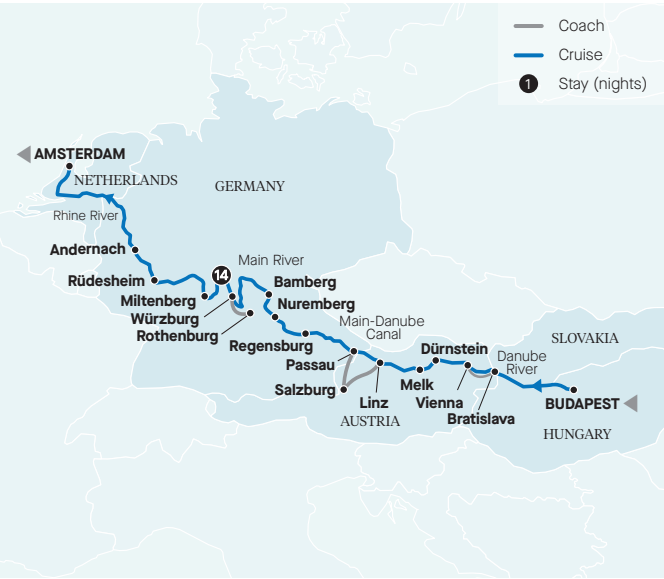 Coach
Cruise
1
Stay (nights)
AMSTERDAM
NETHERLANDS
GERMANY
Rhine River
Andernach
Main River
14
Rüdesheim
Bamberg
Miltenberg
Nuremberg
Würzburg
Rothenburg
Main-Danube
Canal
Regensburg
SLOVAKIA
Dürnstein
Danube
River
Passau
Salzburg
Melk
Linz
Vienna
BUDAPEST
AUSTRIA
Bratislava
HUNGARY